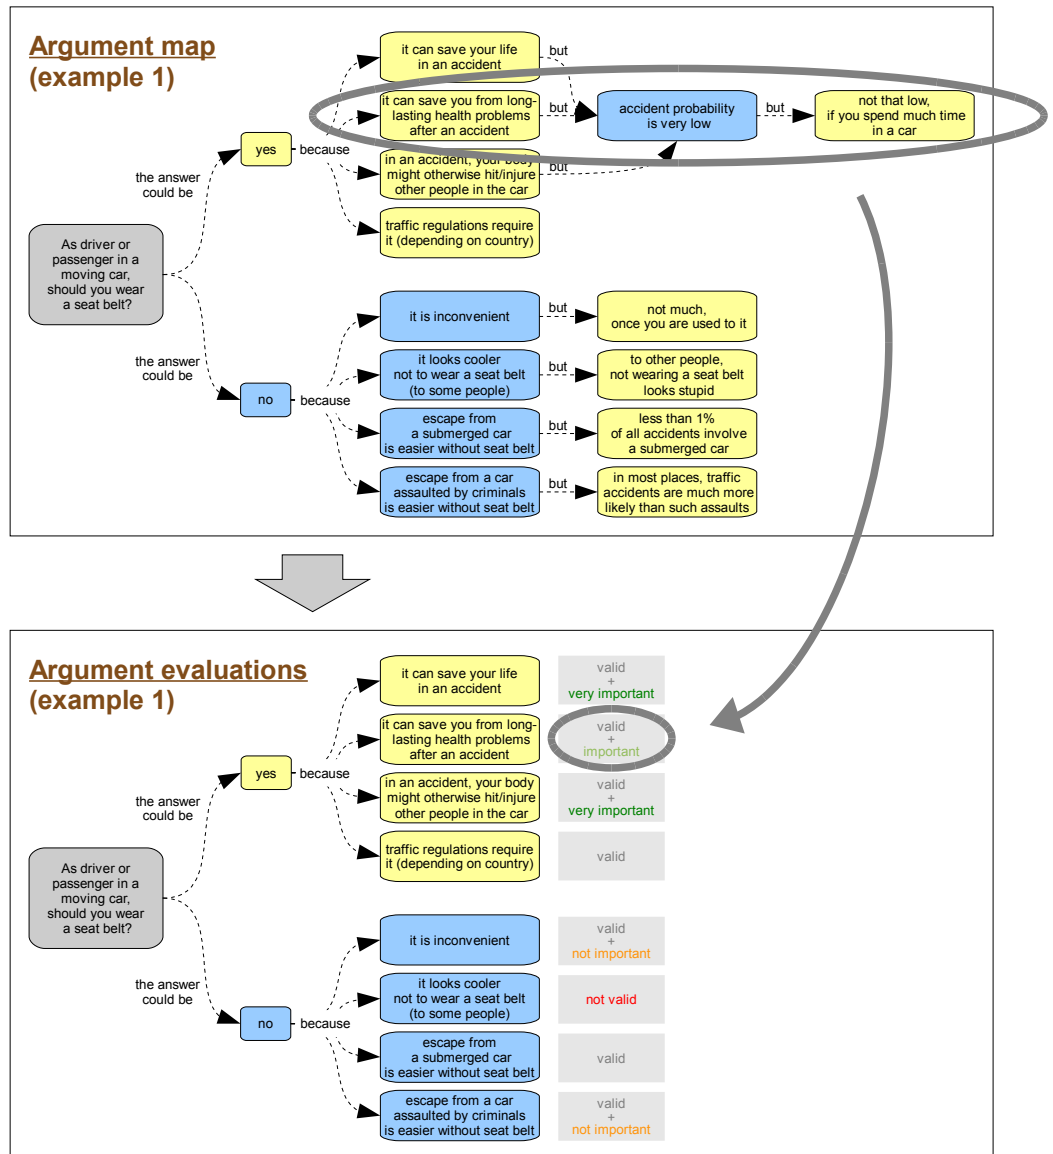 Argument map
(example 1)
it can save your life
in an accident
but
it can save you from long-
lasting health problems
after an accident
but
accident probability
is very low
but
not that low,
if you spend much time
in a car
yes
because
in an accident, your body
might otherwise hit/injure
other people in the car
but
the answer
could be
traffic regulations require
it (depending on country)
As driver or
passenger in a
moving car,
should you wear
a seat belt?
the answer
could be
no
because
it is inconvenient
but
not much,
once you are used to it
it looks cooler
not to wear a seat belt
(to some people)
but
to other people,
not wearing a seat belt
looks stupid
escape from
a submerged car
is easier without seat belt
but
less than 1%
of all accidents involve
a submerged car
escape from a car
assaulted by criminals
is easier without seat belt
but
in most places, traffic
accidents are much more
likely than such assaults
Argument evaluations
(example 1)
it can save your life
in an accident
valid
+
very important
it can save you from long-
lasting health problems
after an accident
valid
+
important
yes
because
in an accident, your body
might otherwise hit/injure
other people in the car
valid
+
very important
the answer
could be
traffic regulations require
it (depending on country)
valid
As driver or
passenger in a
moving car,
should you wear
a seat belt?
the answer
could be
no
because
it is inconvenient
valid
+
not important
it looks cooler
not to wear a seat belt
(to some people)
not valid
escape from
a submerged car
is easier without seat belt
valid
escape from a car
assaulted by criminals
is easier without seat belt
valid
+
not important